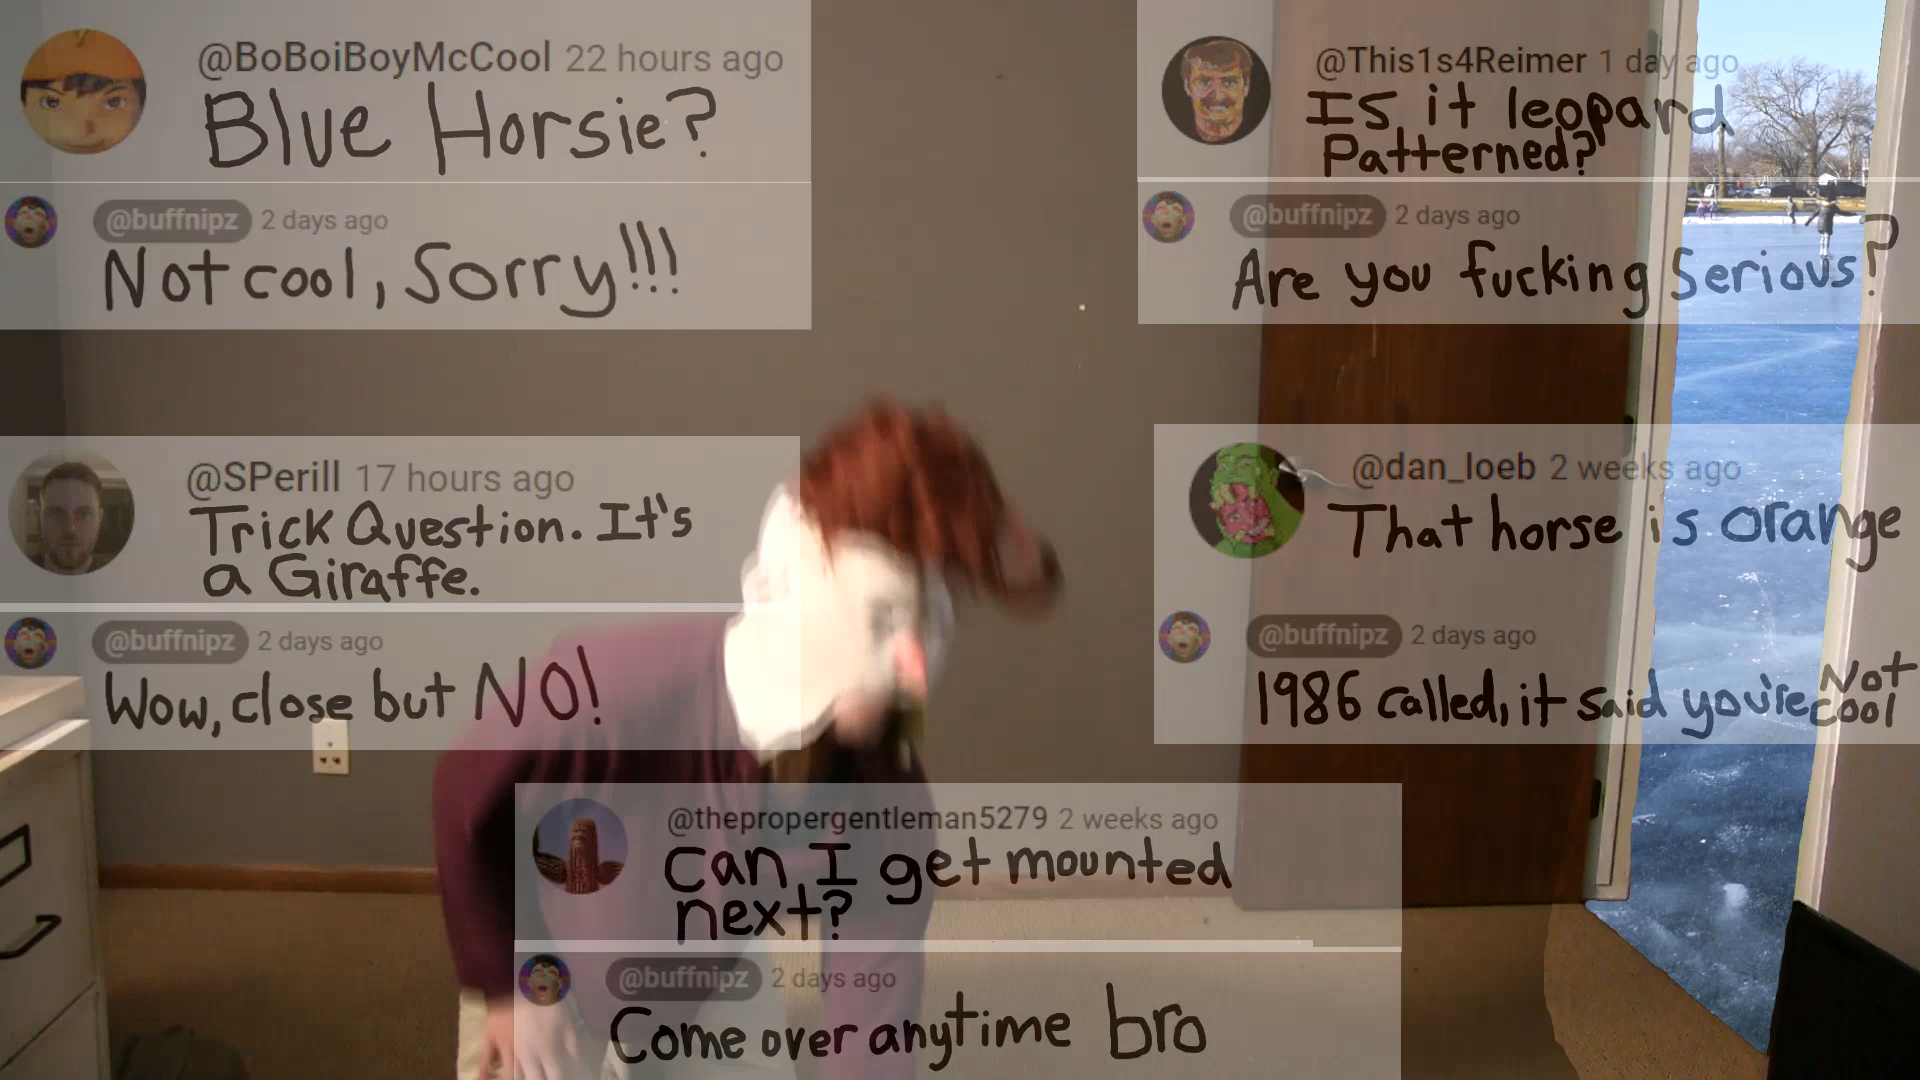 @BoBoiBoyMcCool 22 hours ago
Blue Horsie?
@buffnipz 2 days ago
Not cool, Sorry!!!
@This1s4Reimer 1 day ago
IS it leopard
Patterned?
@buffnipz 2 days ago
Are you fucking Serious?
@SPerill 17 hours ago
Trick Question. It's
a Giraffe.
@buffnipz 2 days ago
Wow, close but NO!
@dan_loeb 2 weeks ago
That horse is orange
@buffnipz 2 days ago
1986 called, it said you're Not
cool
@thepropergentleman5279 2 weeks ago
Can I get mounted
next?
@buffnipz 2 days ago
Come over anytime bro